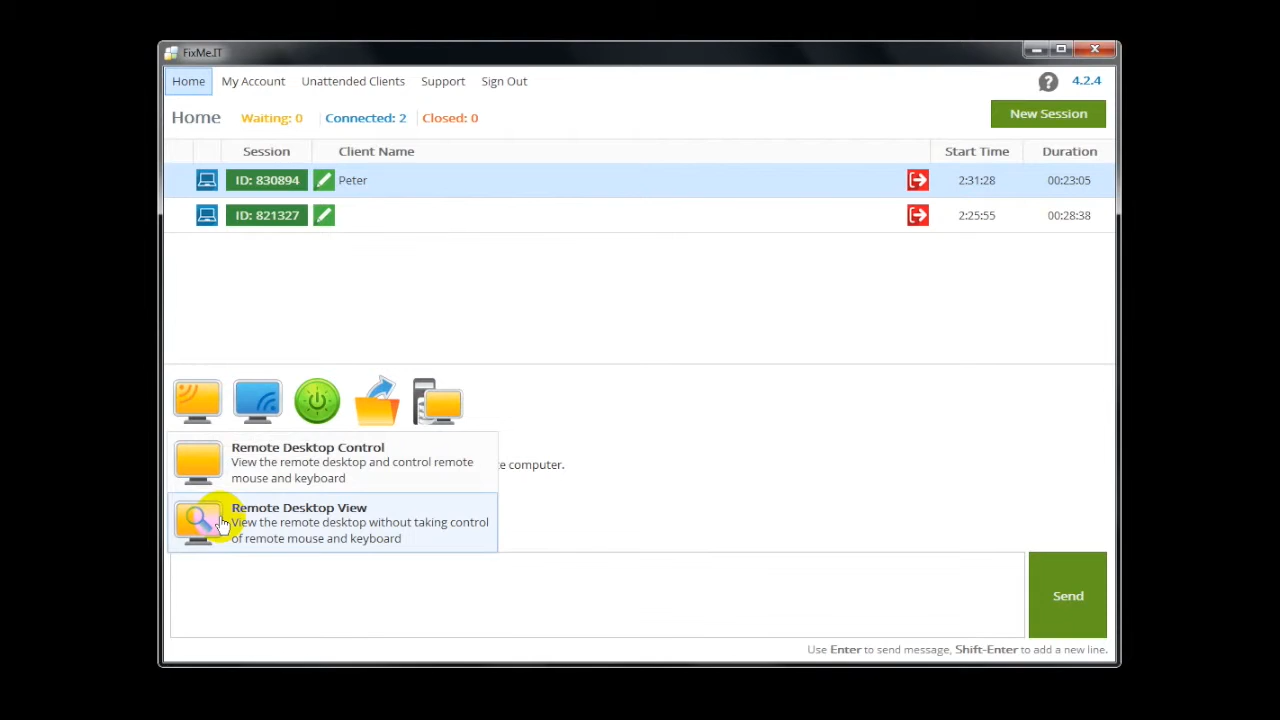 FixMe.IT
Home My Account Unattended Clients Support Sign Out 4.2.4
Home Waiting: 0 Connected: 2 Closed: 0 New Session
Session Client Name Start Time Duration
ID: 830894 Peter 2:31:28 00:23:05
ID: 821327 2:25:55 00:28:38
Remote Desktop Control
View the remote desktop and control remote
mouse and keyboard
computer.
Remote Desktop View
View the remote desktop without taking control
of remote mouse and keyboard
Send
Use Enter to send message, Shift-Enter to add a new line.